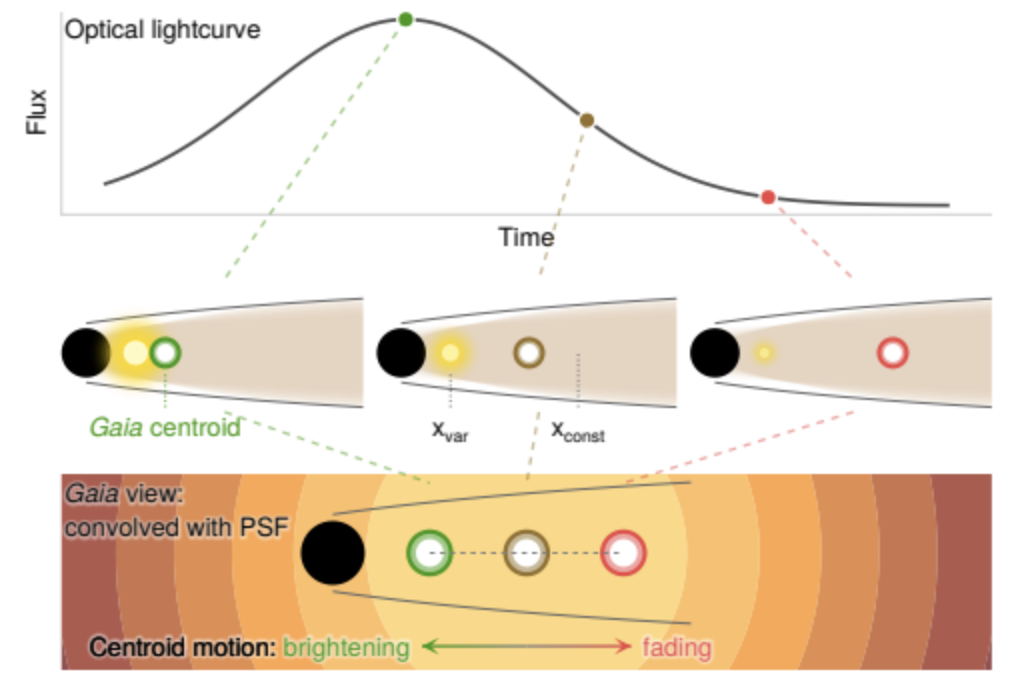 Optical lightcurve
Flux
Time
Gaia centroid
xvar
xconst
Gaia view:
convolved with PSF
Centroid motion: brightening fading